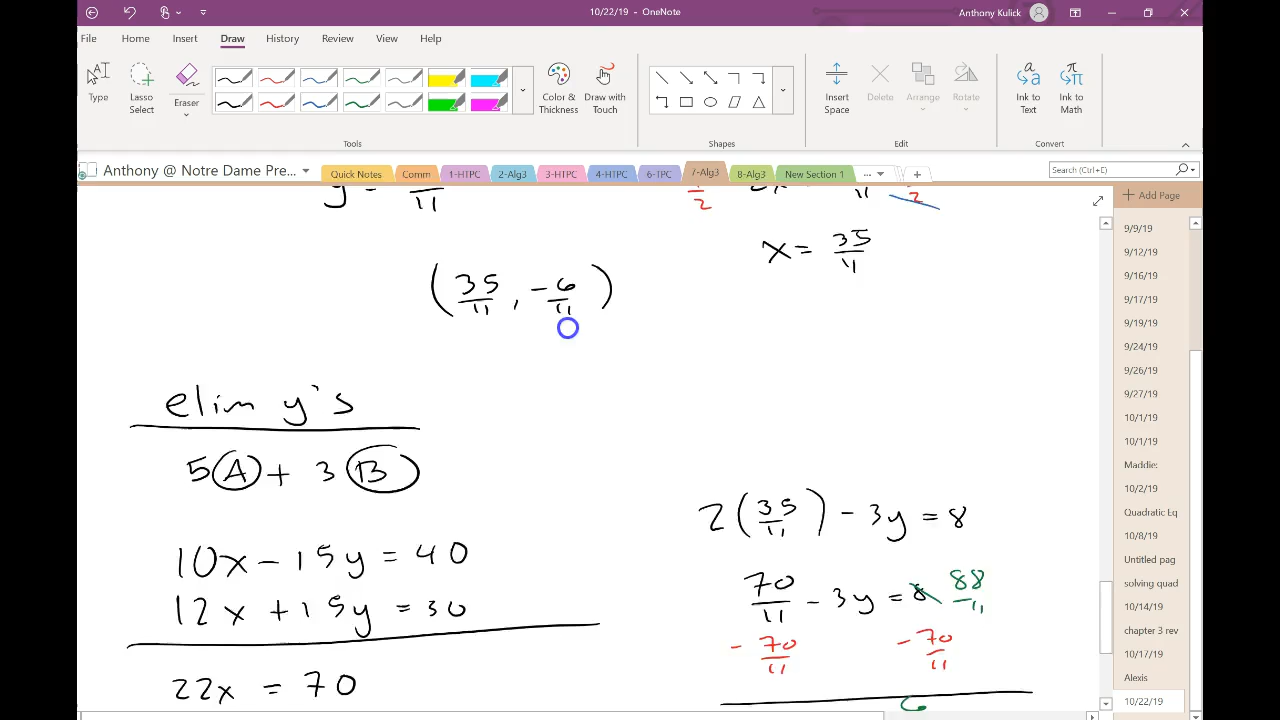 10/22/19 - OneNote
Anthony Kulick
File Home Insert Draw History Review View Help
Type
Lasso Select
Eraser
Color & Thickness
Draw with Touch
Insert Space
Delete
Arrange
Rotate
Ink to Text
Ink to Math
Tools
Shapes
Edit
Convert
Anthony @ Notre Dame Pre...
Quick Notes Comm 1-HTPC 2-Alg3 3-HTPC 4-HTPC 6-TPC 7-Alg3 8-Alg3 New Section 1 ... +
Search (Ctrl+E)
Add Page
9/9/19
9/12/19
9/16/19
9/17/19
9/19/19
9/24/19
9/26/19
9/27/19
10/1/19
10/1/19
Maddie:
10/2/19
Quadratic Eq
10/8/19
Untitled pag
solving quad
10/14/19
chapter 3 rev
10/17/19
Alexis
10/22/19
x = 35/11
(35/11, -6/11)
elim y's
5 A + 3 B
10x - 15y = 40
12x + 15y = 30
22x = 70
2(35/11) - 3y = 8
70/11 - 3y = 8 88/11
- 70/11 - 70/11